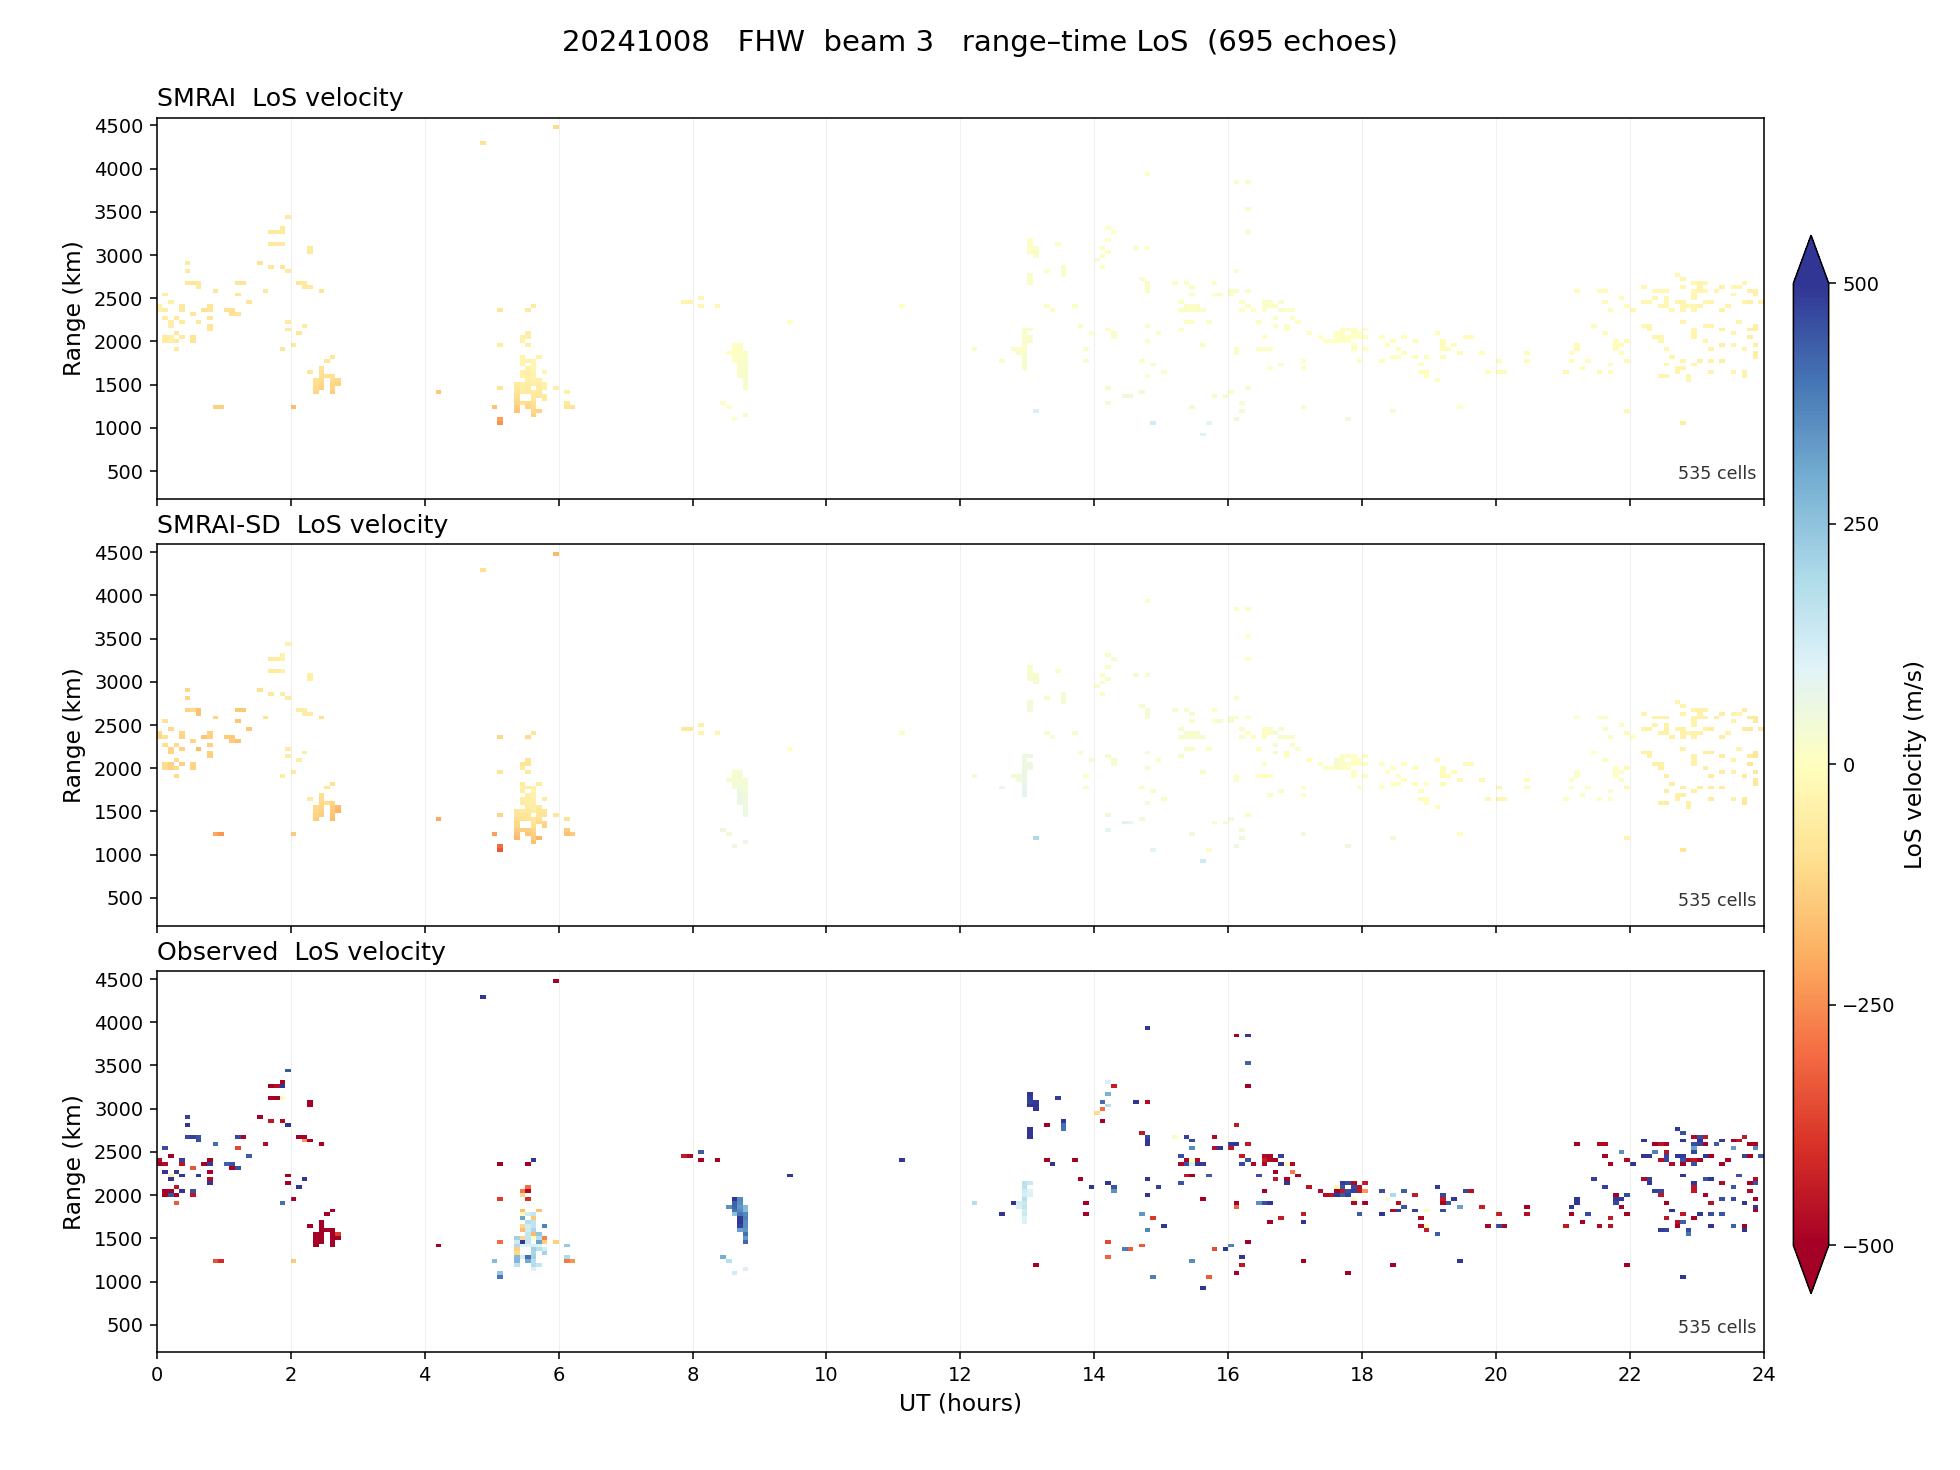 20241008   FHW  beam 3   range–time LoS  (695 echoes)
SMRAI  LoS velocity
4500
4000
3500
3000
2500
2000
1500
1000
500
Range (km)
535 cells
SMRAI-SD  LoS velocity
4500
4000
3500
3000
2500
2000
1500
1000
500
Range (km)
535 cells
Observed  LoS velocity
4500
4000
3500
3000
2500
2000
1500
1000
500
Range (km)
535 cells
0 2 4 6 8 10 12 14 16 18 20 22 24
UT (hours)
500
250
0
−250
−500
LoS velocity (m/s)